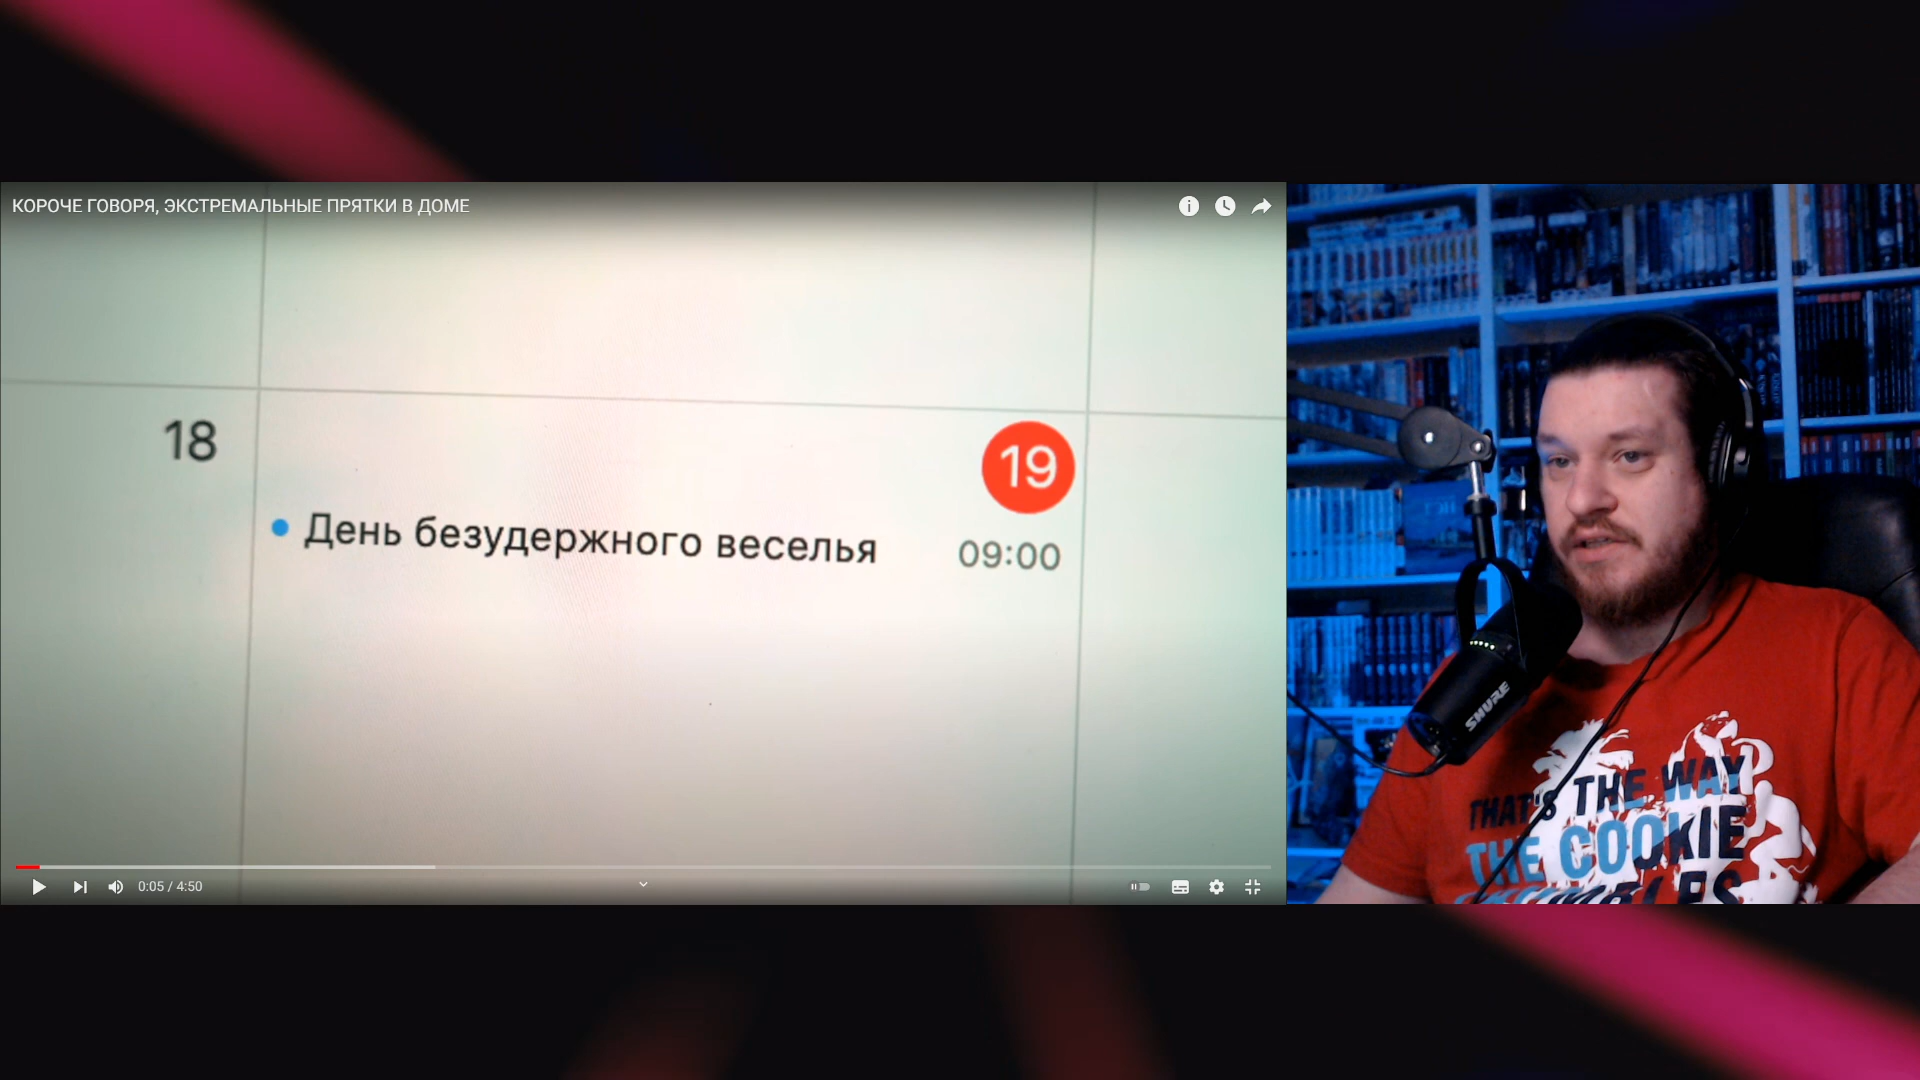 КОРОЧЕ ГОВОРЯ, ЭКСТРЕМАЛЬНЫЕ ПРЯТКИ В ДОМЕ
18
19
День безудержного веселья 09:00
0:05 / 4:50
SHURE
THAT'S THE WAY
THE COOKIE